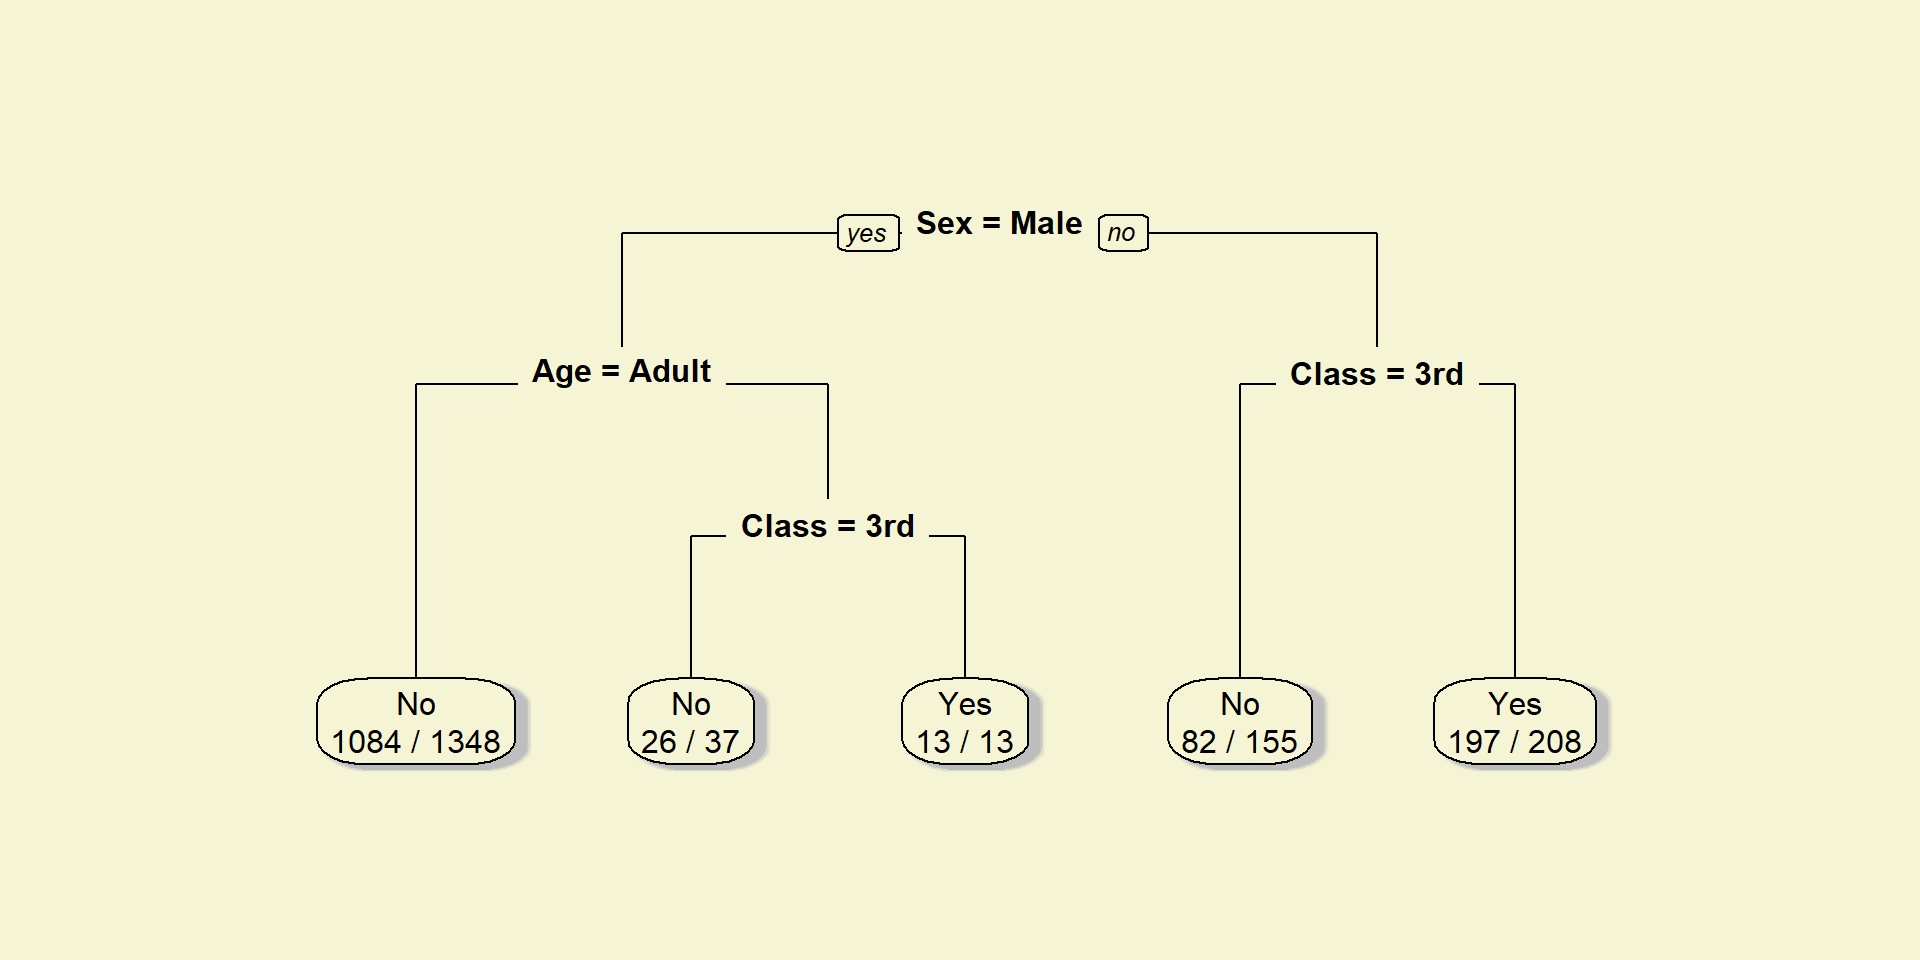 yes Sex = Male no
Age = Adult
Class = 3rd
Class = 3rd
No
1084 / 1348
No
26 / 37
Yes
13 / 13
No
82 / 155
Yes
197 / 208